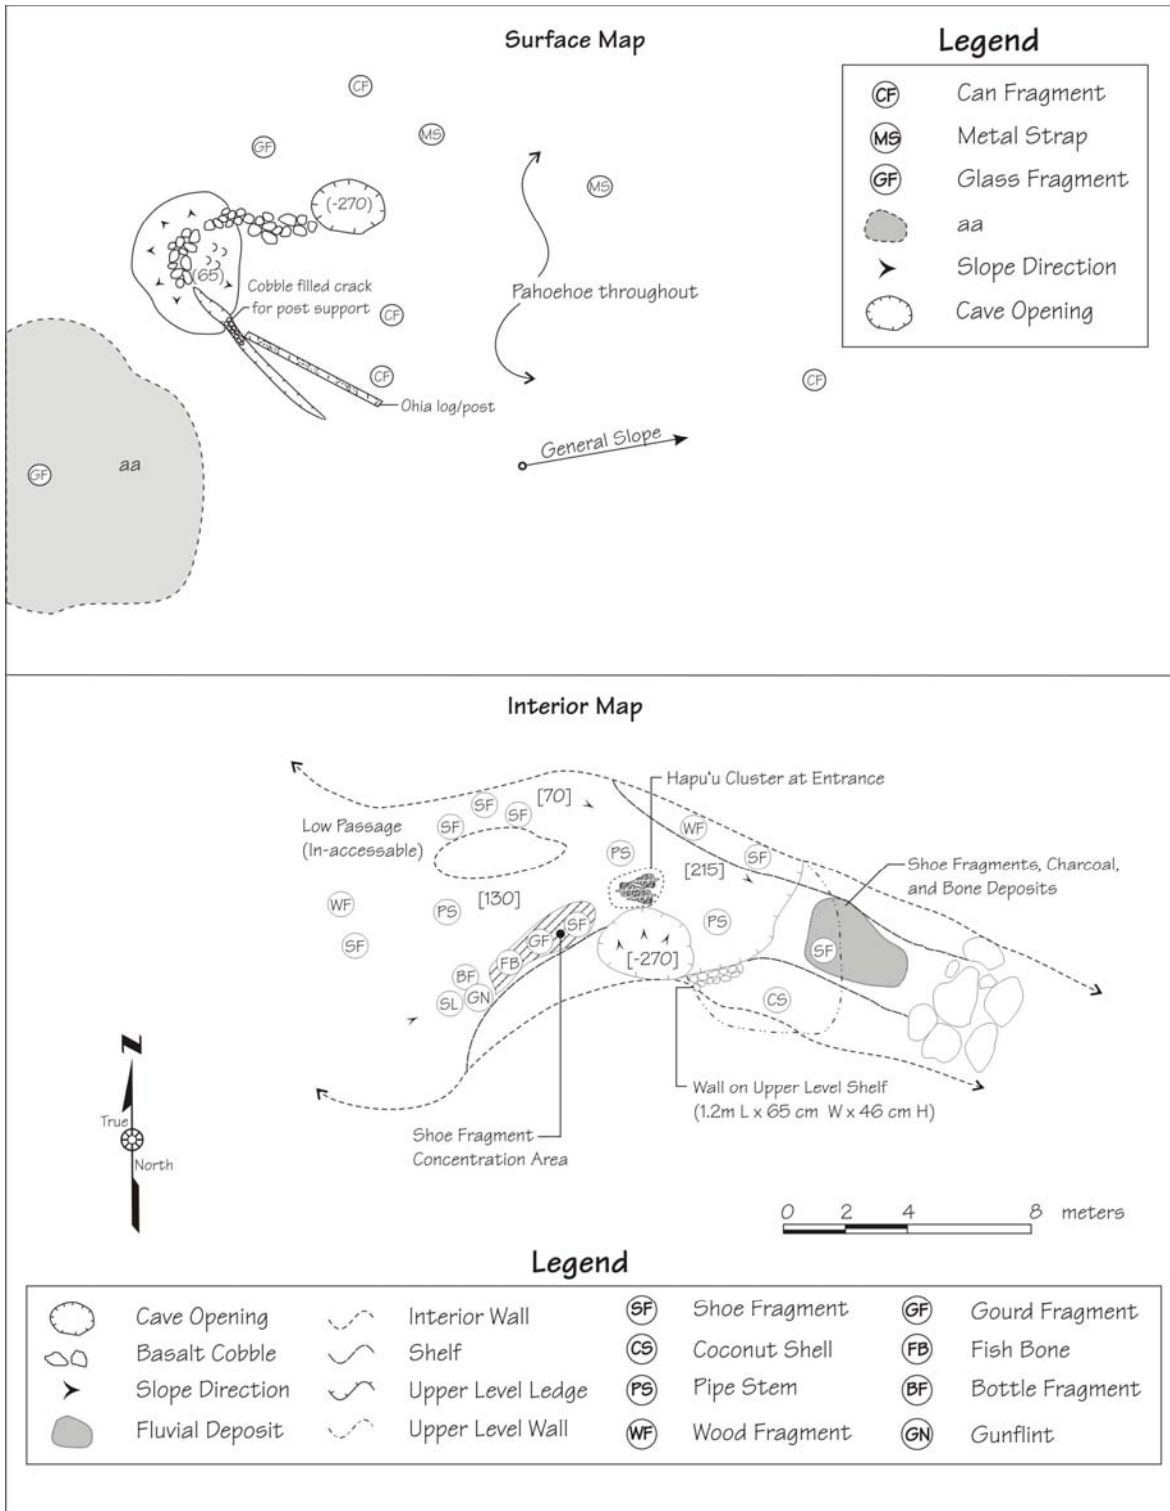 Surface Map
Legend
CF Can Fragment
MS Metal Strap
GF Glass Fragment
aa
Slope Direction
Cave Opening
CF
MS
GF
MS
(-270)
(65)
Cobble filled crack
for post support
CF
Pahoehoe throughout
CF
CF
Ohia log/post
General Slope
aa
GF
Interior Map
Hapu'u Cluster at Entrance
[70]
SF
SF
SF
Low Passage
(In-accessable)
WF
PS
SF
[215]
Shoe Fragments, Charcoal,
and Bone Deposits
WF
PS
[130]
PS
SF
SF
GF
SF
FB
[-270]
BF
SL
GN
CS
Wall on Upper Level Shelf
(1.2m L x 65 cm W x 46 cm H)
Shoe Fragment
Concentration Area
N
True
North
0 2 4 8 meters
Legend
Cave Opening
Basalt Cobble
Slope Direction
Fluvial Deposit
Interior Wall
Shelf
Upper Level Ledge
Upper Level Wall
SF Shoe Fragment
CS Coconut Shell
PS Pipe Stem
WF Wood Fragment
GF Gourd Fragment
FB Fish Bone
BF Bottle Fragment
GN Gunflint